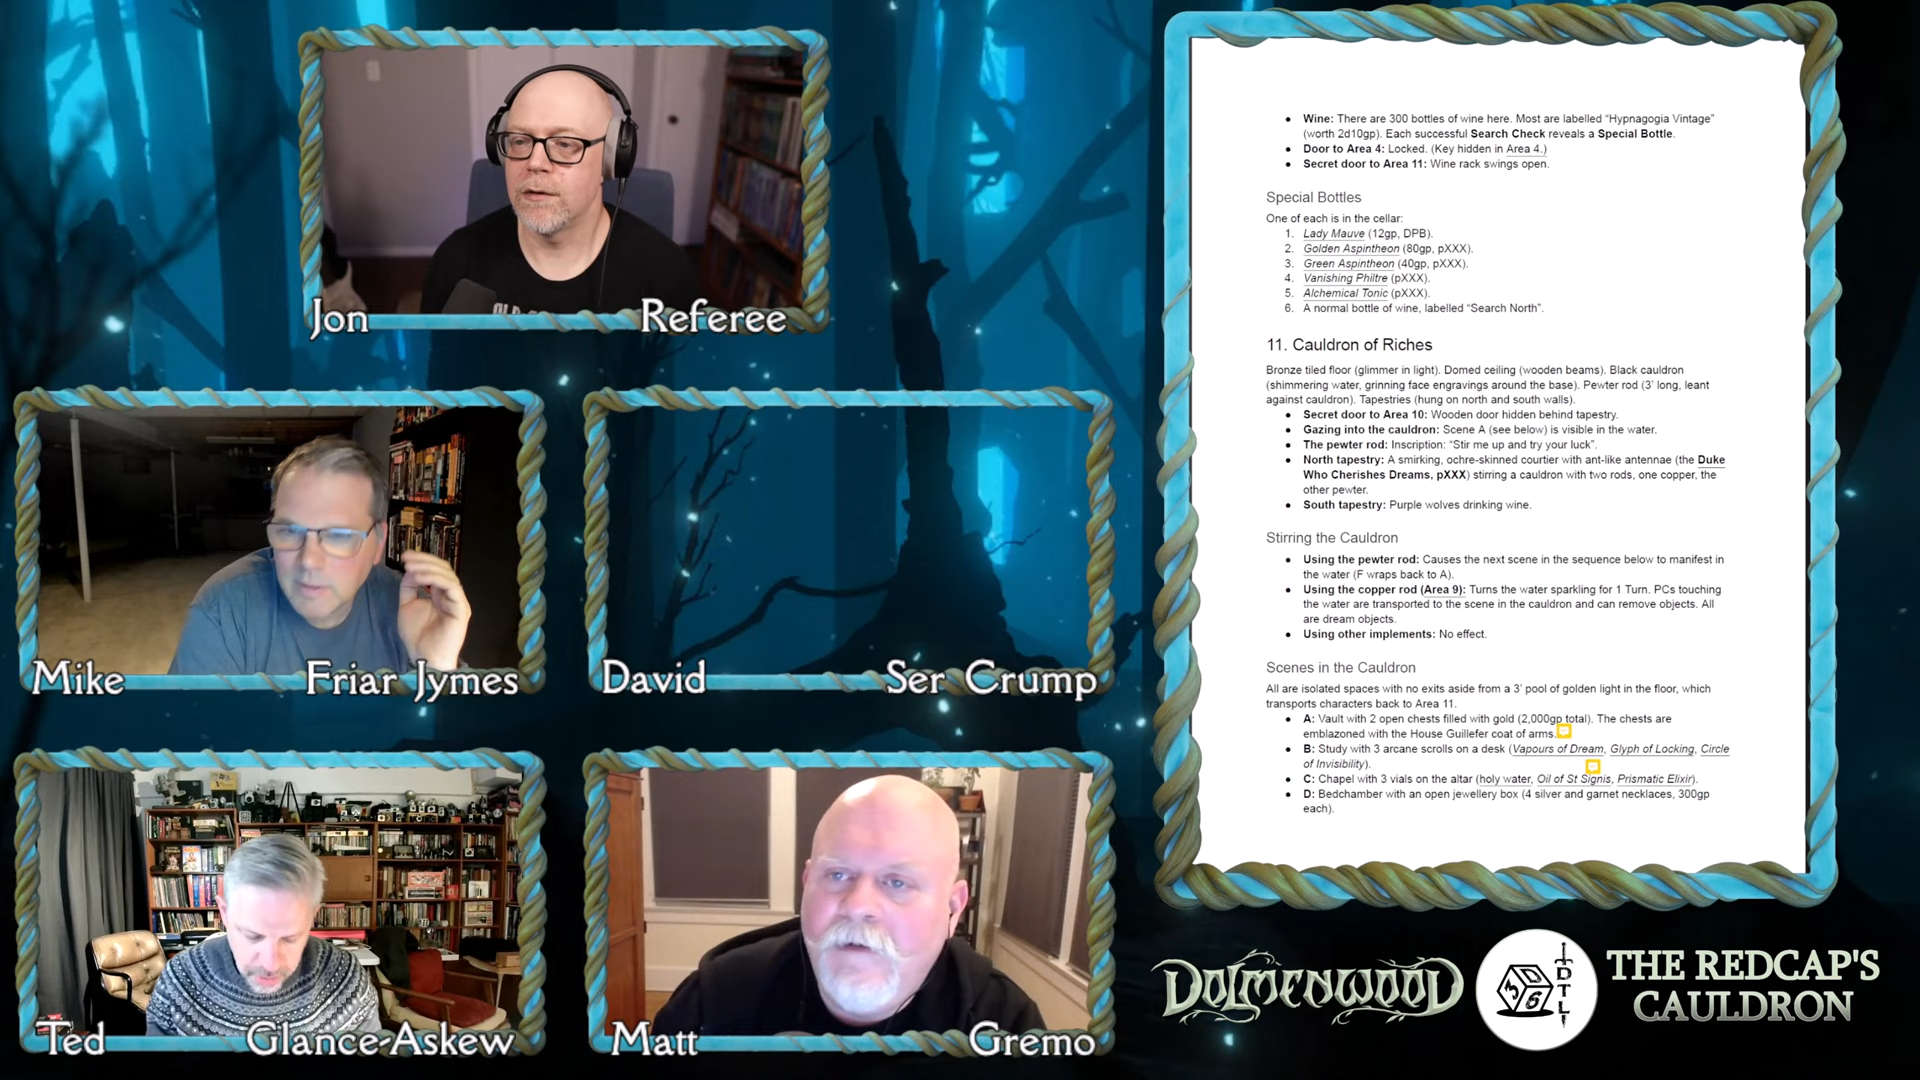 Jon Referee
Mike Friar Jymes
David Ser Crump
Ted Glance-Askew
Matt Gremo
• Wine: There are 300 bottles of wine here. Most are labelled “Hypnagogia Vintage”
(worth 2d10gp). Each successful Search Check reveals a Special Bottle.
• Door to Area 4: Locked. (Key hidden in Area 4.)
• Secret door to Area 11: Wine rack swings open.
Special Bottles
One of each is in the cellar:
1. Lady Mauve (12gp, DPB).
2. Golden Aspintheon (80gp, pXXX).
3. Green Aspintheon (40gp, pXXX).
4. Vanishing Philtre (pXXX).
5. Alchemical Tonic (pXXX).
6. A normal bottle of wine, labelled “Search North”.
11. Cauldron of Riches
Bronze tiled floor (glimmer in light). Domed ceiling (wooden beams). Black cauldron
(shimmering water, grinning face engravings around the base). Pewter rod (3’ long, leant
against cauldron). Tapestries (hung on north and south walls).
• Secret door to Area 10: Wooden door hidden behind tapestry.
• Gazing into the cauldron: Scene A (see below) is visible in the water.
• The pewter rod: Inscription: “Stir me up and try your luck”.
• North tapestry: A smirking, ochre-skinned courtier with ant-like antennae (the Duke
Who Cherishes Dreams, pXXX) stirring a cauldron with two rods, one copper, the
other pewter.
• South tapestry: Purple wolves drinking wine.
Stirring the Cauldron
• Using the pewter rod: Causes the next scene in the sequence below to manifest in
the water (F wraps back to A).
• Using the copper rod (Area 9): Turns the water sparkling for 1 Turn. PCs touching
the water are transported to the scene in the cauldron and can remove objects. All
are dream objects.
• Using other implements: No effect.
Scenes in the Cauldron
All are isolated spaces with no exits aside from a 3’ pool of golden light in the floor, which
transports characters back to Area 11.
• A: Vault with 2 open chests filled with gold (2,000gp total). The chests are
emblazoned with the House Guillefer coat of arms.
• B: Study with 3 arcane scrolls on a desk (Vapours of Dream, Glyph of Locking, Circle
of Invisibility).
• C: Chapel with 3 vials on the altar (holy water, Oil of St Signis, Prismatic Elixir).
• D: Bedchamber with an open jewellery box (4 silver and garnet necklaces, 300gp
each).
DOLMENWOOD
3D6 DTL
THE REDCAP'S
CAULDRON